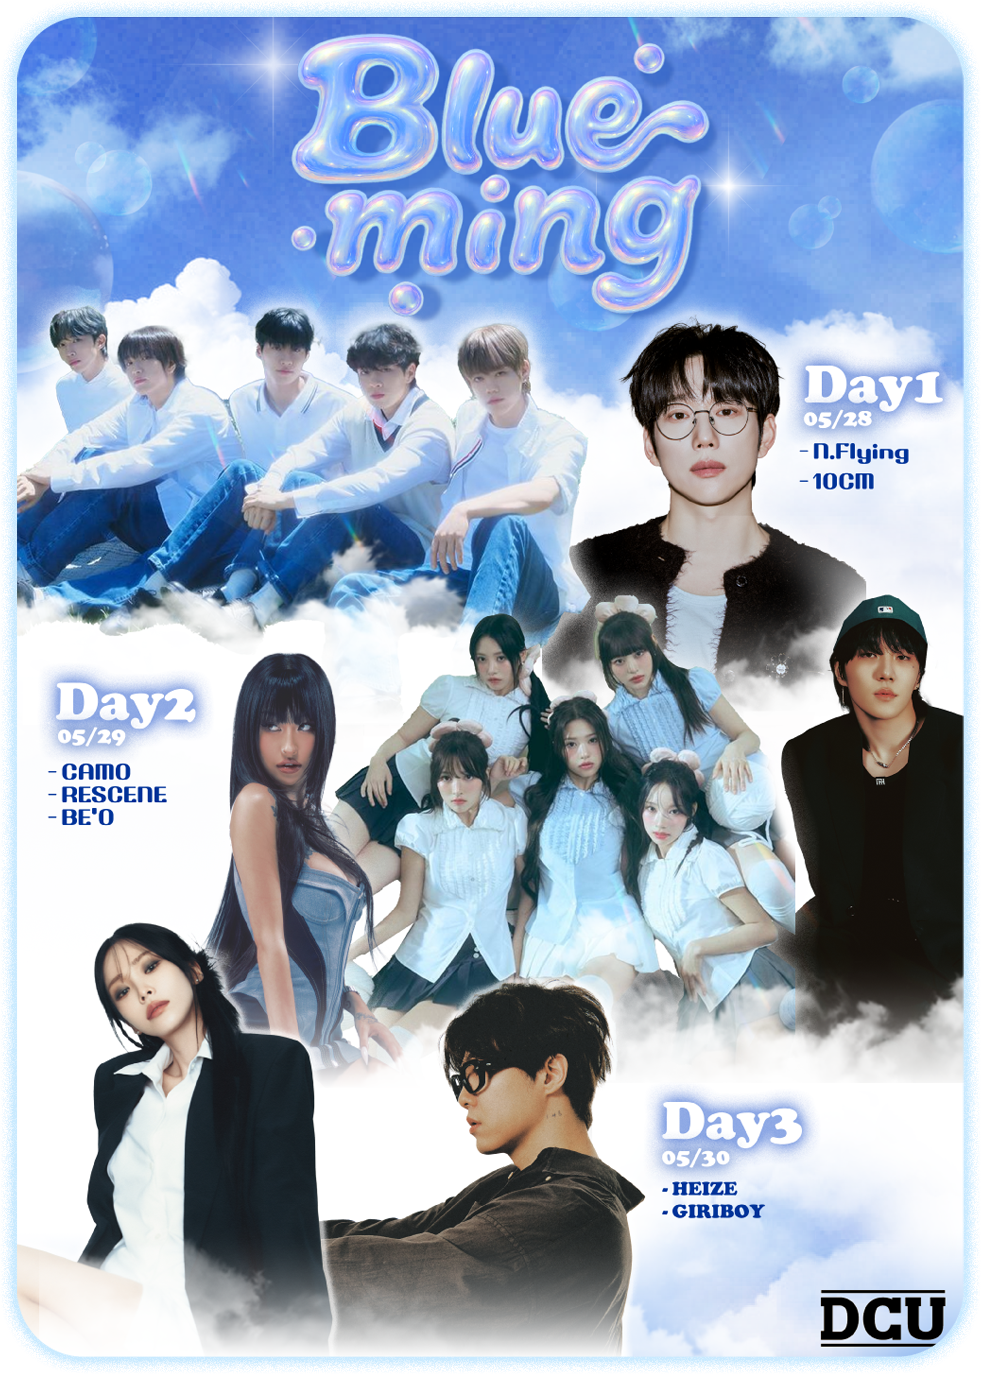 Blue
ming
Day1
05/28
- N.Flying
- 10CM
Day2
05/29
- CAMO
- RESCENE
- BE'O
Day3
05/30
- HEIZE
- GIRIBOY
DCU